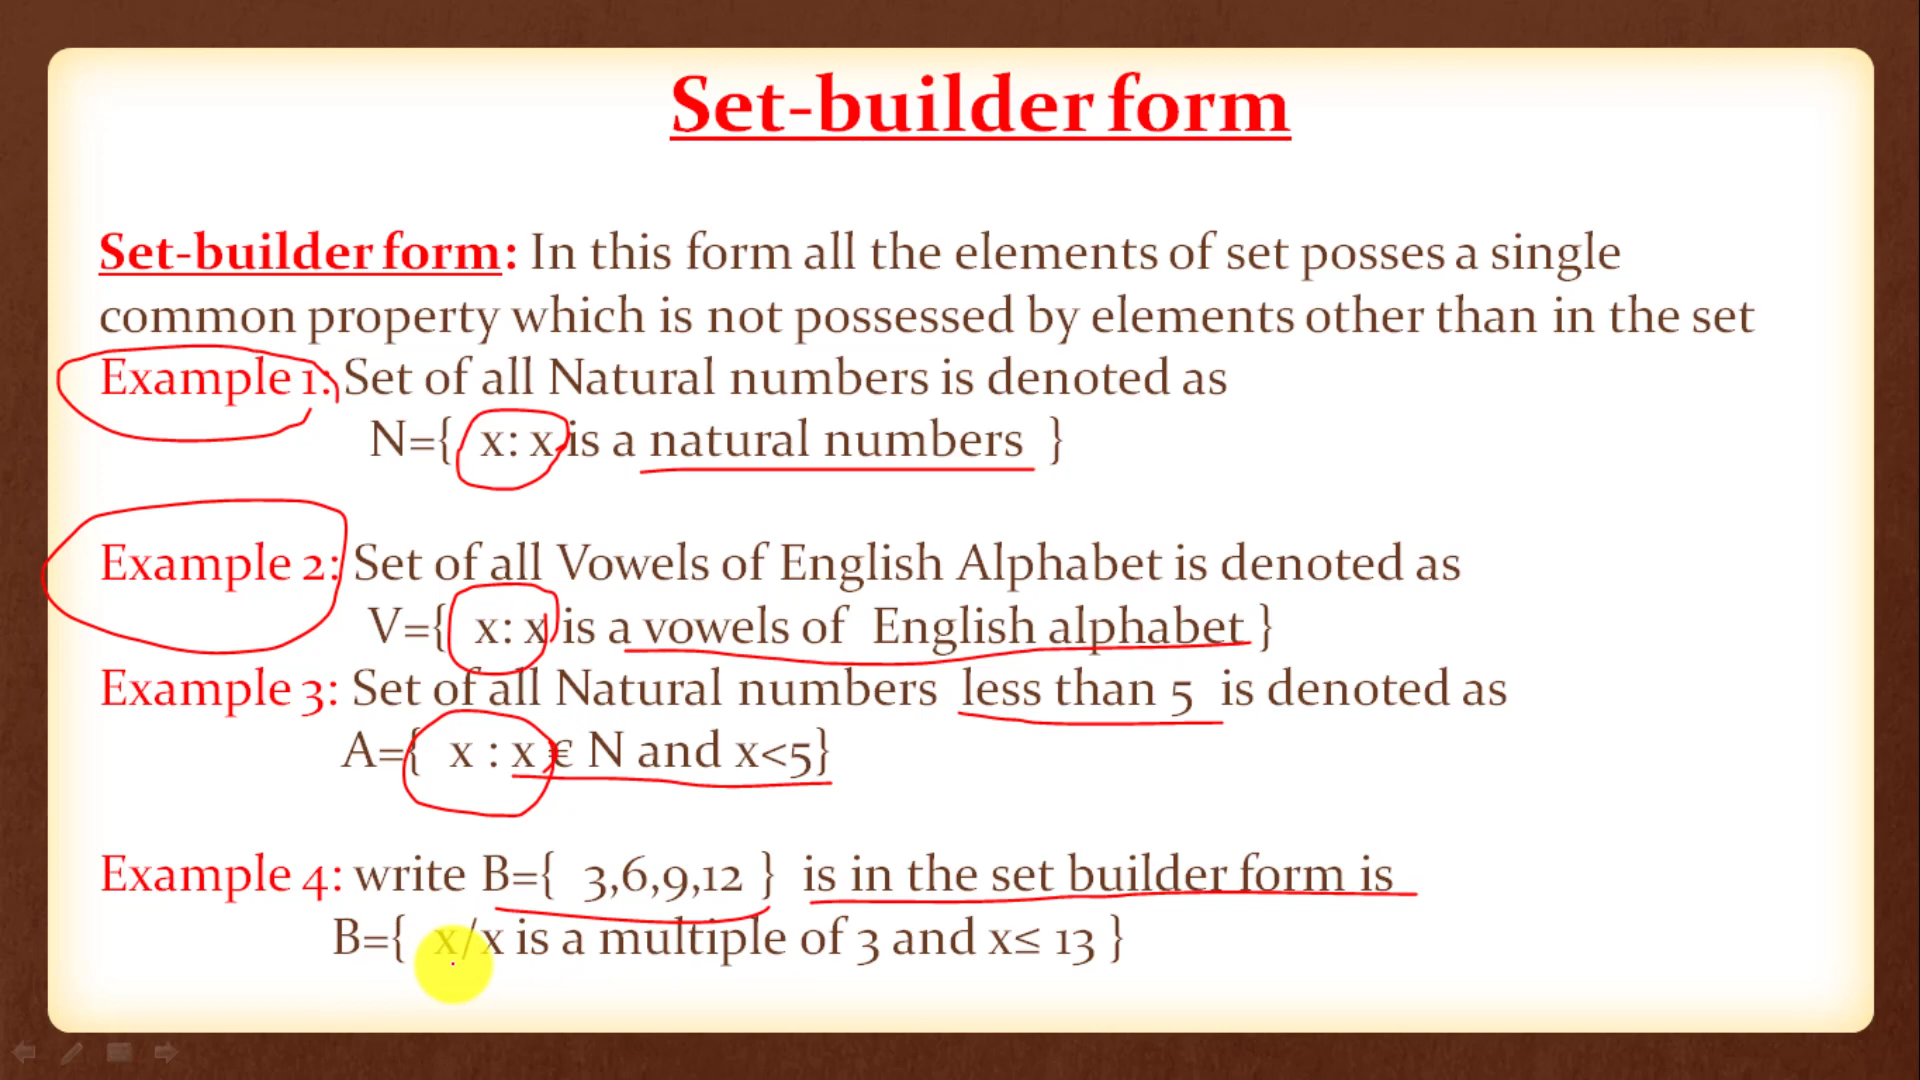 Set-builder form
Set-builder form: In this form all the elements of set posses a single
common property which is not possessed by elements other than in the set
Example 1: Set of all Natural numbers is denoted as
N={ x: x is a natural numbers }
Example 2: Set of all Vowels of English Alphabet is denoted as
V={ x: x is a vowels of English alphabet }
Example 3: Set of all Natural numbers less than 5 is denoted as
A={ x : x € N and x<5}
Example 4: write B={ 3,6,9,12 } is in the set builder form is
B={ x/x is a multiple of 3 and x≤ 13 }